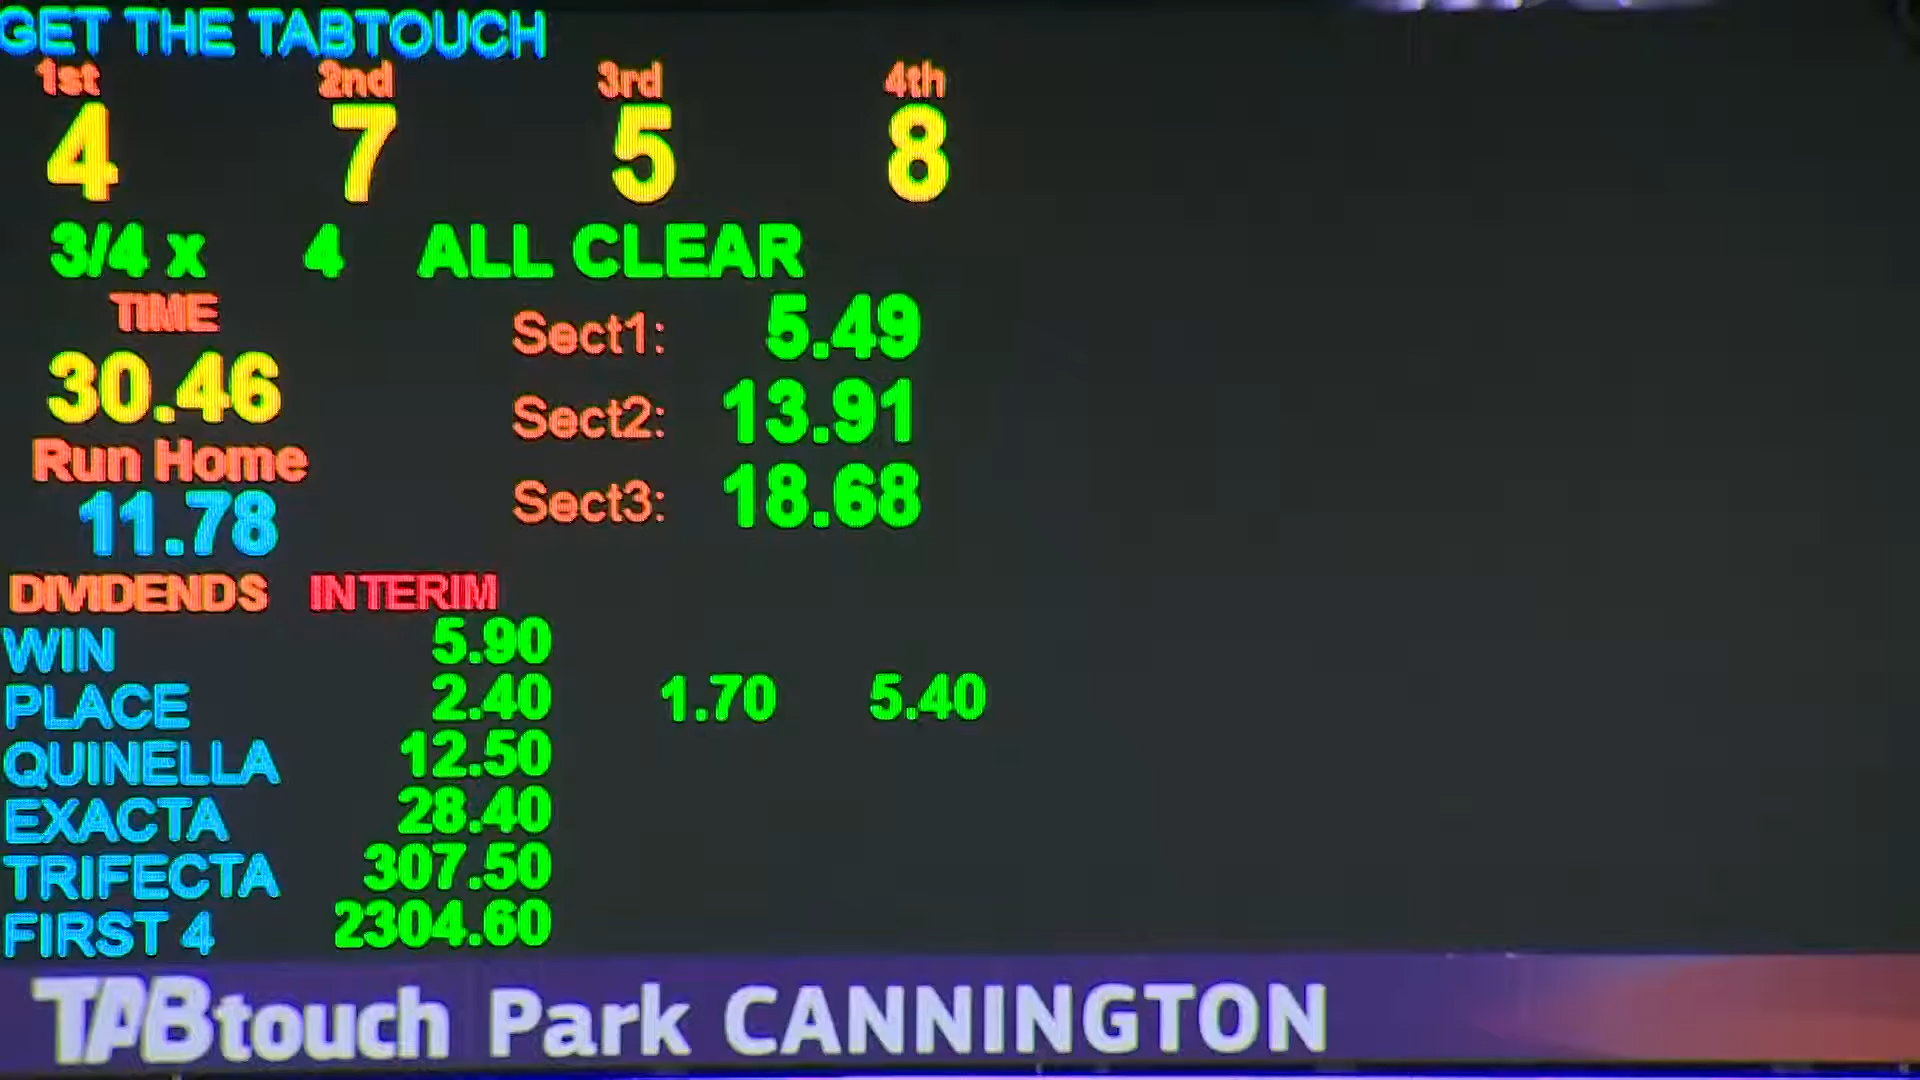 GET THE TABTOUCH
1st 2nd 3rd 4th
4 7 5 8
3/4 x 4 ALL CLEAR
TIME
Sect1: 5.49
30.46
Sect2: 13.91
Run Home
Sect3: 18.68
11.78
DIVIDENDS INTERIM
WIN 5.90
PLACE 2.40 1.70 5.40
QUINELLA 12.50
EXACTA 28.40
TRIFECTA 307.50
FIRST 4 2304.60
TABtouch Park CANNINGTON